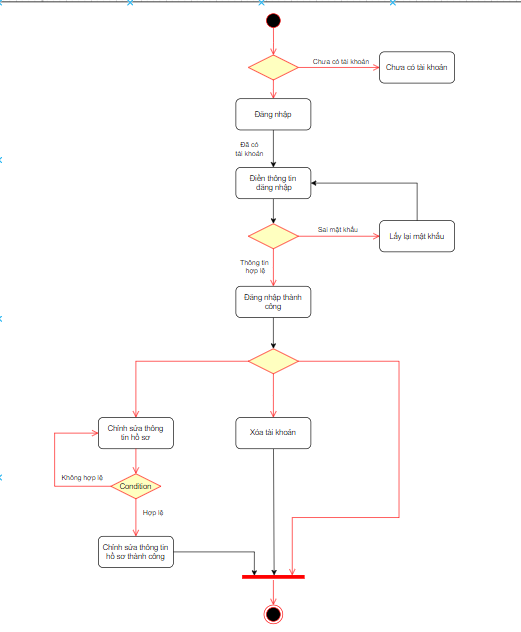 Chưa có tài khoản
Chưa có tài khoản
Đăng nhập
Đã có
tài khoản
Điền thông tin
đăng nhập
Sai mật khẩu
Lấy lại mật khẩu
Thông tin
hợp lệ
Đăng nhập thành
công
Chỉnh sửa thông
tin hồ sơ
Xóa tài khoản
Không hợp lệ
Condition
Hợp lệ
Chỉnh sửa thông tin
hồ sơ thành công